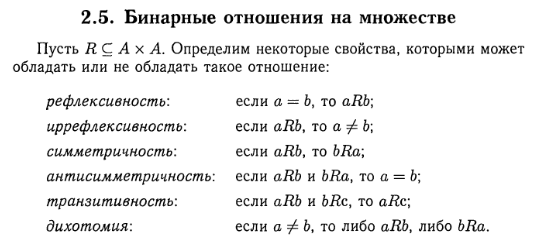 2.5. Бинарные отношения на множестве
Пусть R ⊆ A × A. Определим некоторые свойства, которыми может
обладать или не обладать такое отношение:
рефлексивность: если a = b, то aRb;
иррефлексивность: если aRb, то a ≠ b;
симметричность: если aRb, то bRa;
антисимметричность: если aRb и bRa, то a = b;
транзитивность: если aRb и bRc, то aRc;
дихотомия: если a ≠ b, то либо aRb, либо bRa.